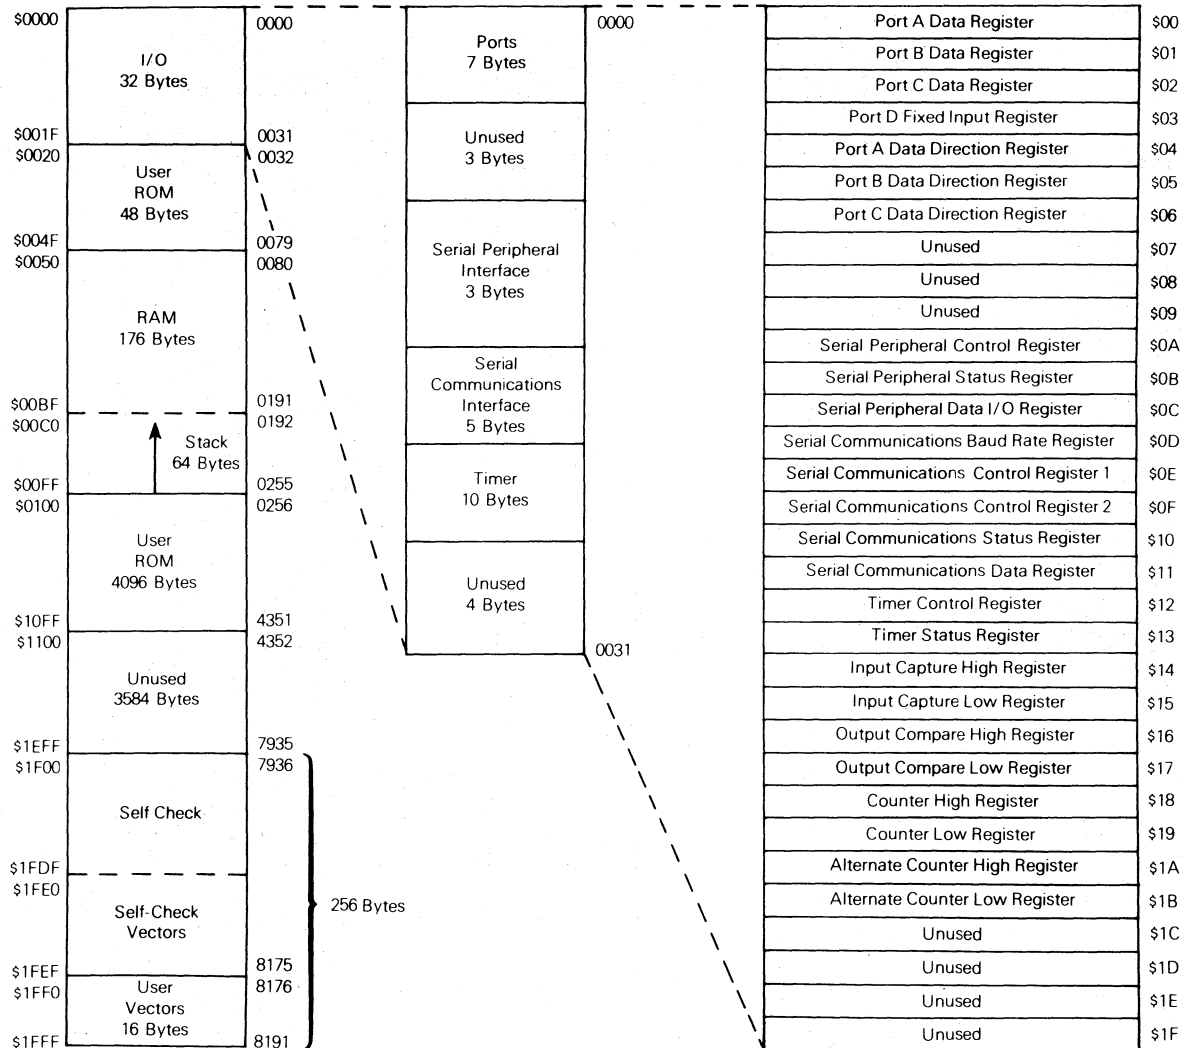 $0000
I/O
32 Bytes
0000
$001F
0031
$0020
0032
User
ROM
48 Bytes
$004F
0079
$0050
0080
RAM
176 Bytes
$00BF
0191
$00C0
0192
Stack
64 Bytes
$00FF
0255
$0100
0256
User
ROM
4096 Bytes
$10FF
4351
$1100
4352
Unused
3584 Bytes
$1EFF
7935
$1F00
7936
Self Check
$1FDF
$1FE0
Self-Check
Vectors
$1FEF
8175
$1FF0
8176
User
Vectors
16 Bytes
$1FFF
8191
256 Bytes
0000
Ports
7 Bytes
Unused
3 Bytes
Serial Peripheral
Interface
3 Bytes
Serial
Communications
Interface
5 Bytes
Timer
10 Bytes
Unused
4 Bytes
0031
Port A Data Register $00
Port B Data Register $01
Port C Data Register $02
Port D Fixed Input Register $03
Port A Data Direction Register $04
Port B Data Direction Register $05
Port C Data Direction Register $06
Unused $07
Unused $08
Unused $09
Serial Peripheral Control Register $0A
Serial Peripheral Status Register $0B
Serial Peripheral Data I/O Register $0C
Serial Communications Baud Rate Register $0D
Serial Communications Control Register 1 $0E
Serial Communications Control Register 2 $0F
Serial Communications Status Register $10
Serial Communications Data Register $11
Timer Control Register $12
Timer Status Register $13
Input Capture High Register $14
Input Capture Low Register $15
Output Compare High Register $16
Output Compare Low Register $17
Counter High Register $18
Counter Low Register $19
Alternate Counter High Register $1A
Alternate Counter Low Register $1B
Unused $1C
Unused $1D
Unused $1E
Unused $1F